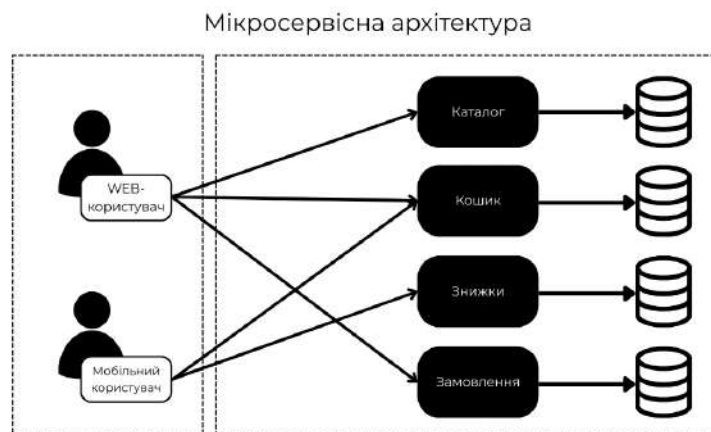 Мікросервісна архітектура
WEB-
користувач
Мобільний
користувач
Каталог
Кошик
Знижки
Замовлення